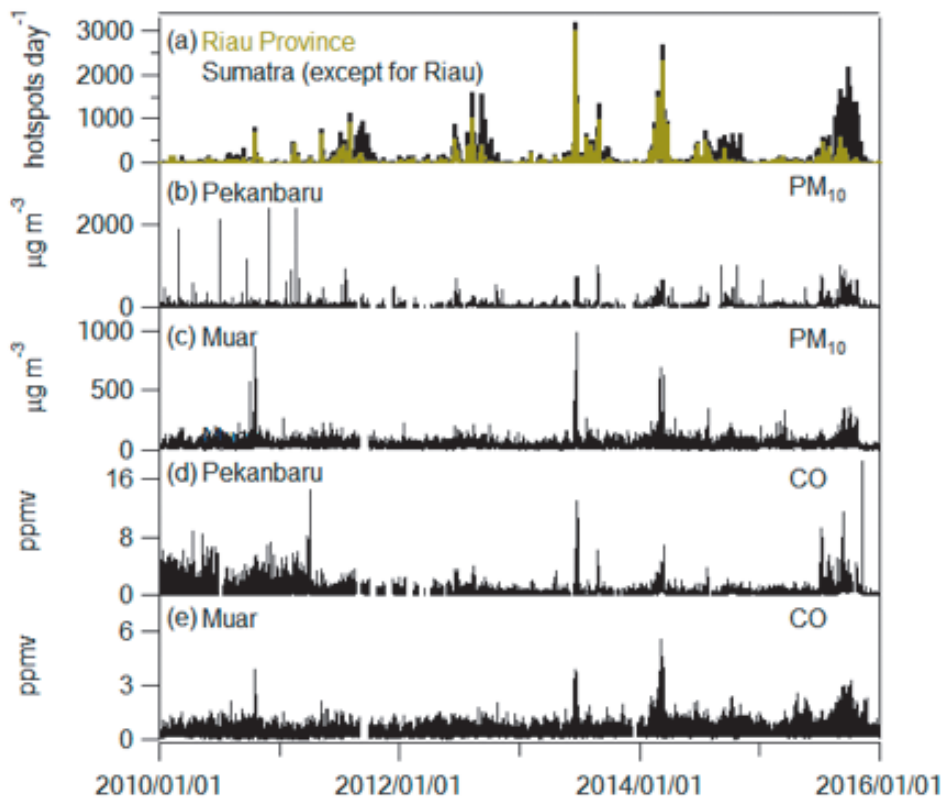 (a) Riau Province
Sumatra (except for Riau)
hotspots day⁻¹
3000
2000
1000
0
(b) Pekanbaru
PM₁₀
µg m⁻³
2000
0
(c) Muar
PM₁₀
µg m⁻³
1000
500
0
(d) Pekanbaru
CO
ppmv
16
8
0
(e) Muar
CO
ppmv
6
3
0
2010/01/01 2012/01/01 2014/01/01 2016/01/01